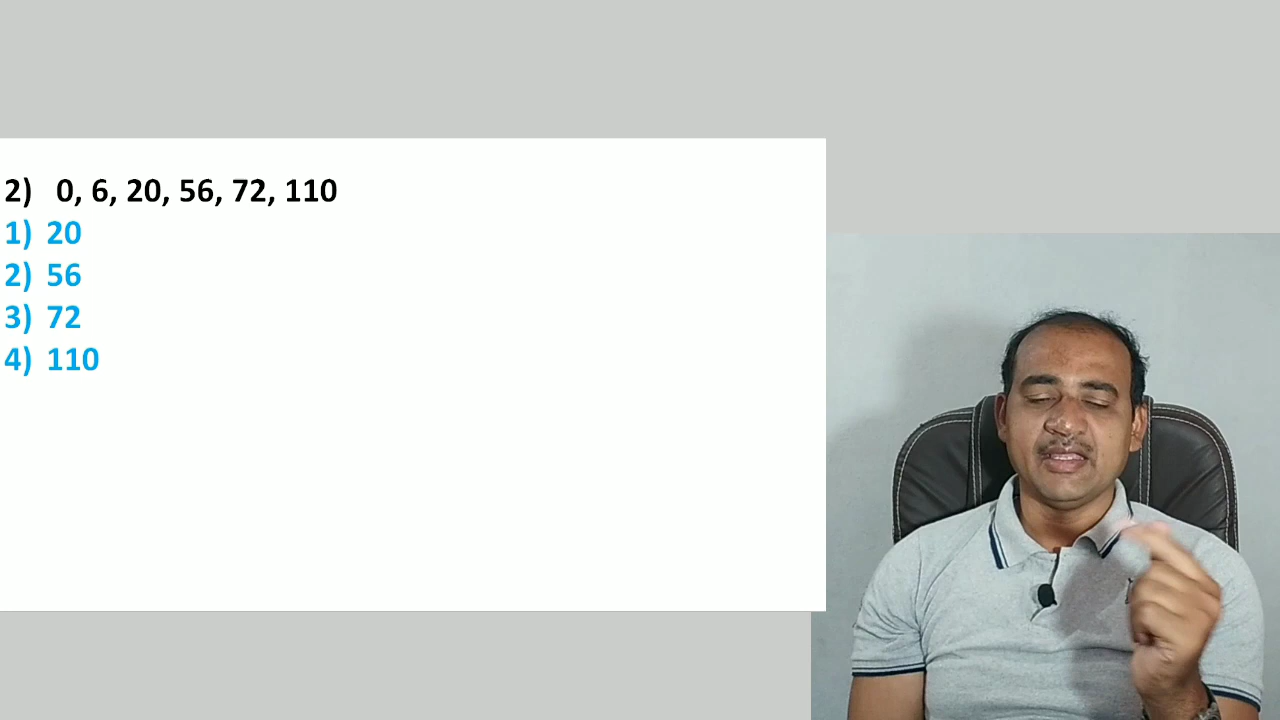 2) 0, 6, 20, 56, 72, 110
1) 20
2) 56
3) 72
4) 110